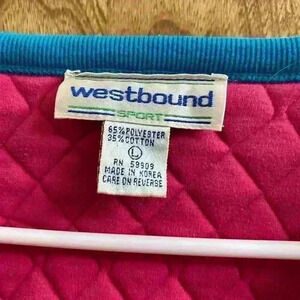 westbound
SPORT
65% POLYESTER
35% COTTON
L
RN 59909
MADE IN KOREA
CARE ON REVERSE